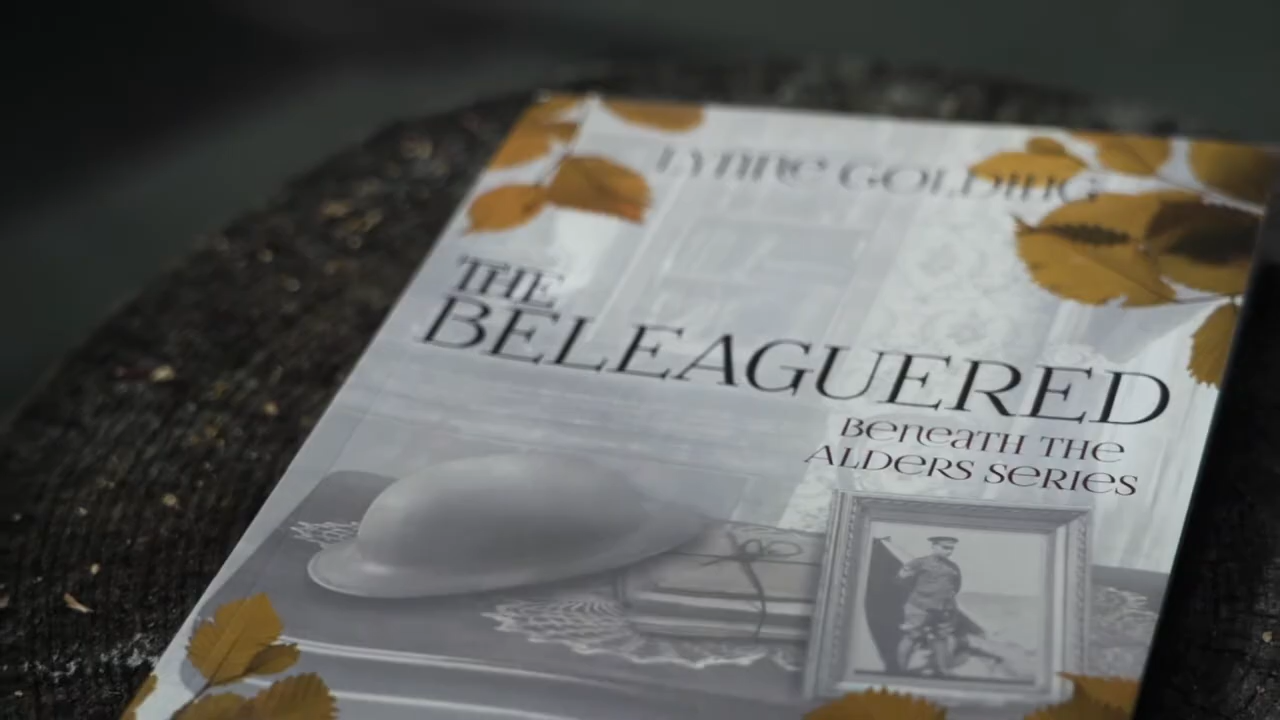 LYNNE GOLDING
THE
BELEAGUERED
BENEATH THE
ALDERS SERIES